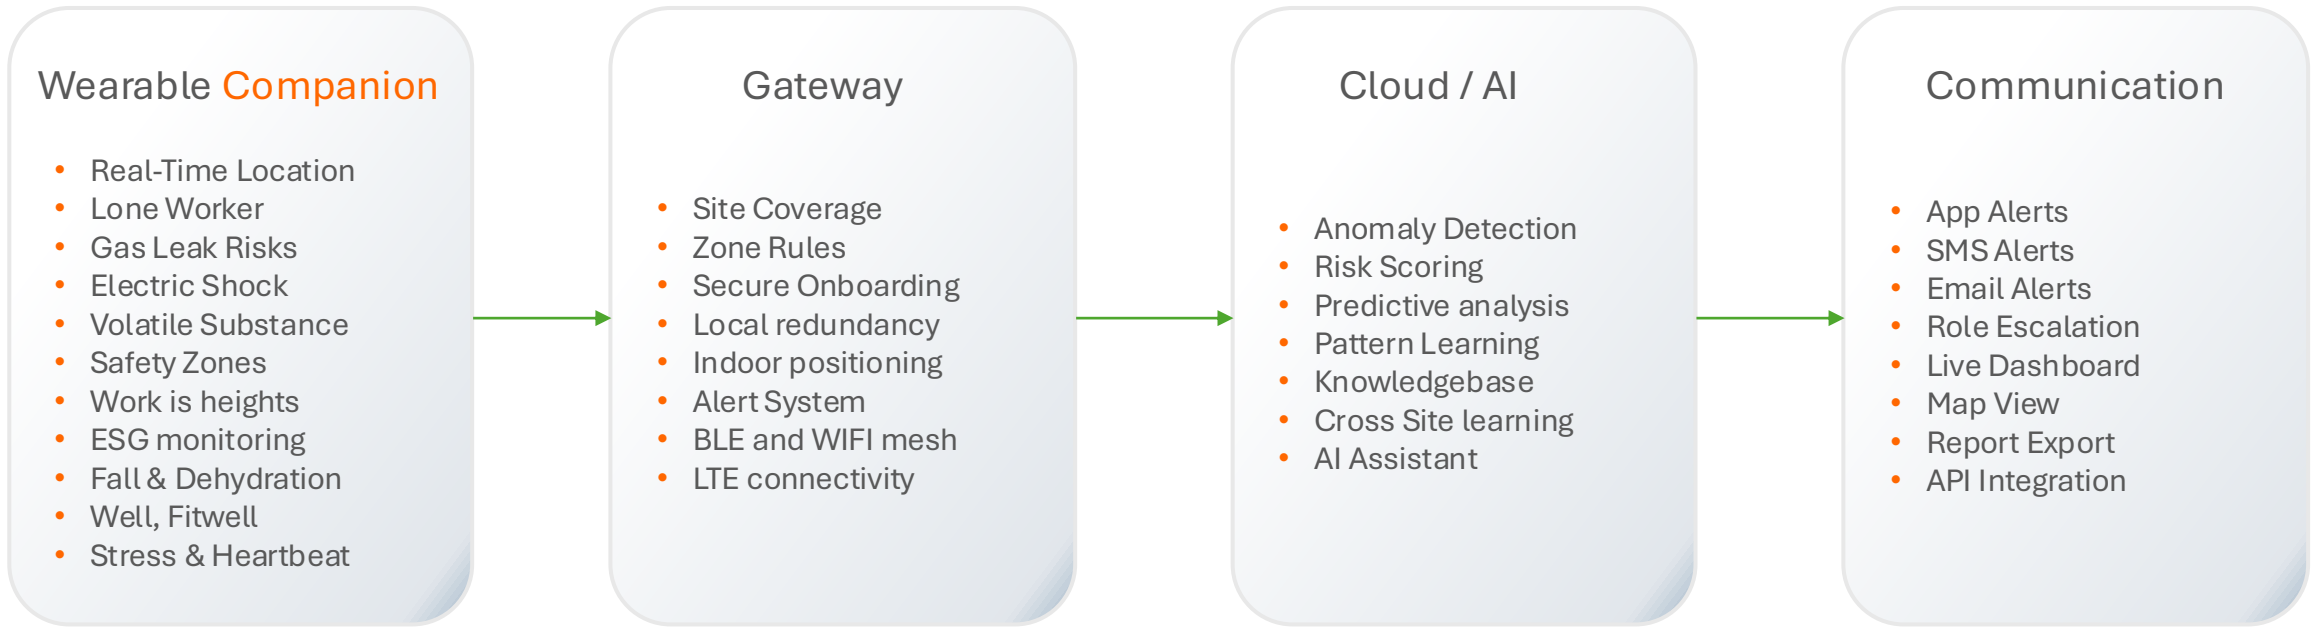 Wearable Companion
• Real-Time Location
• Lone Worker
• Gas Leak Risks
• Electric Shock
• Volatile Substance
• Safety Zones
• Work is heights
• ESG monitoring
• Fall & Dehydration
• Well, Fitwell
• Stress & Heartbeat
Gateway
• Site Coverage
• Zone Rules
• Secure Onboarding
• Local redundancy
• Indoor positioning
• Alert System
• BLE and WIFI mesh
• LTE connectivity
Cloud / AI
• Anomaly Detection
• Risk Scoring
• Predictive analysis
• Pattern Learning
• Knowledgebase
• Cross Site learning
• AI Assistant
Communication
• App Alerts
• SMS Alerts
• Email Alerts
• Role Escalation
• Live Dashboard
• Map View
• Report Export
• API Integration